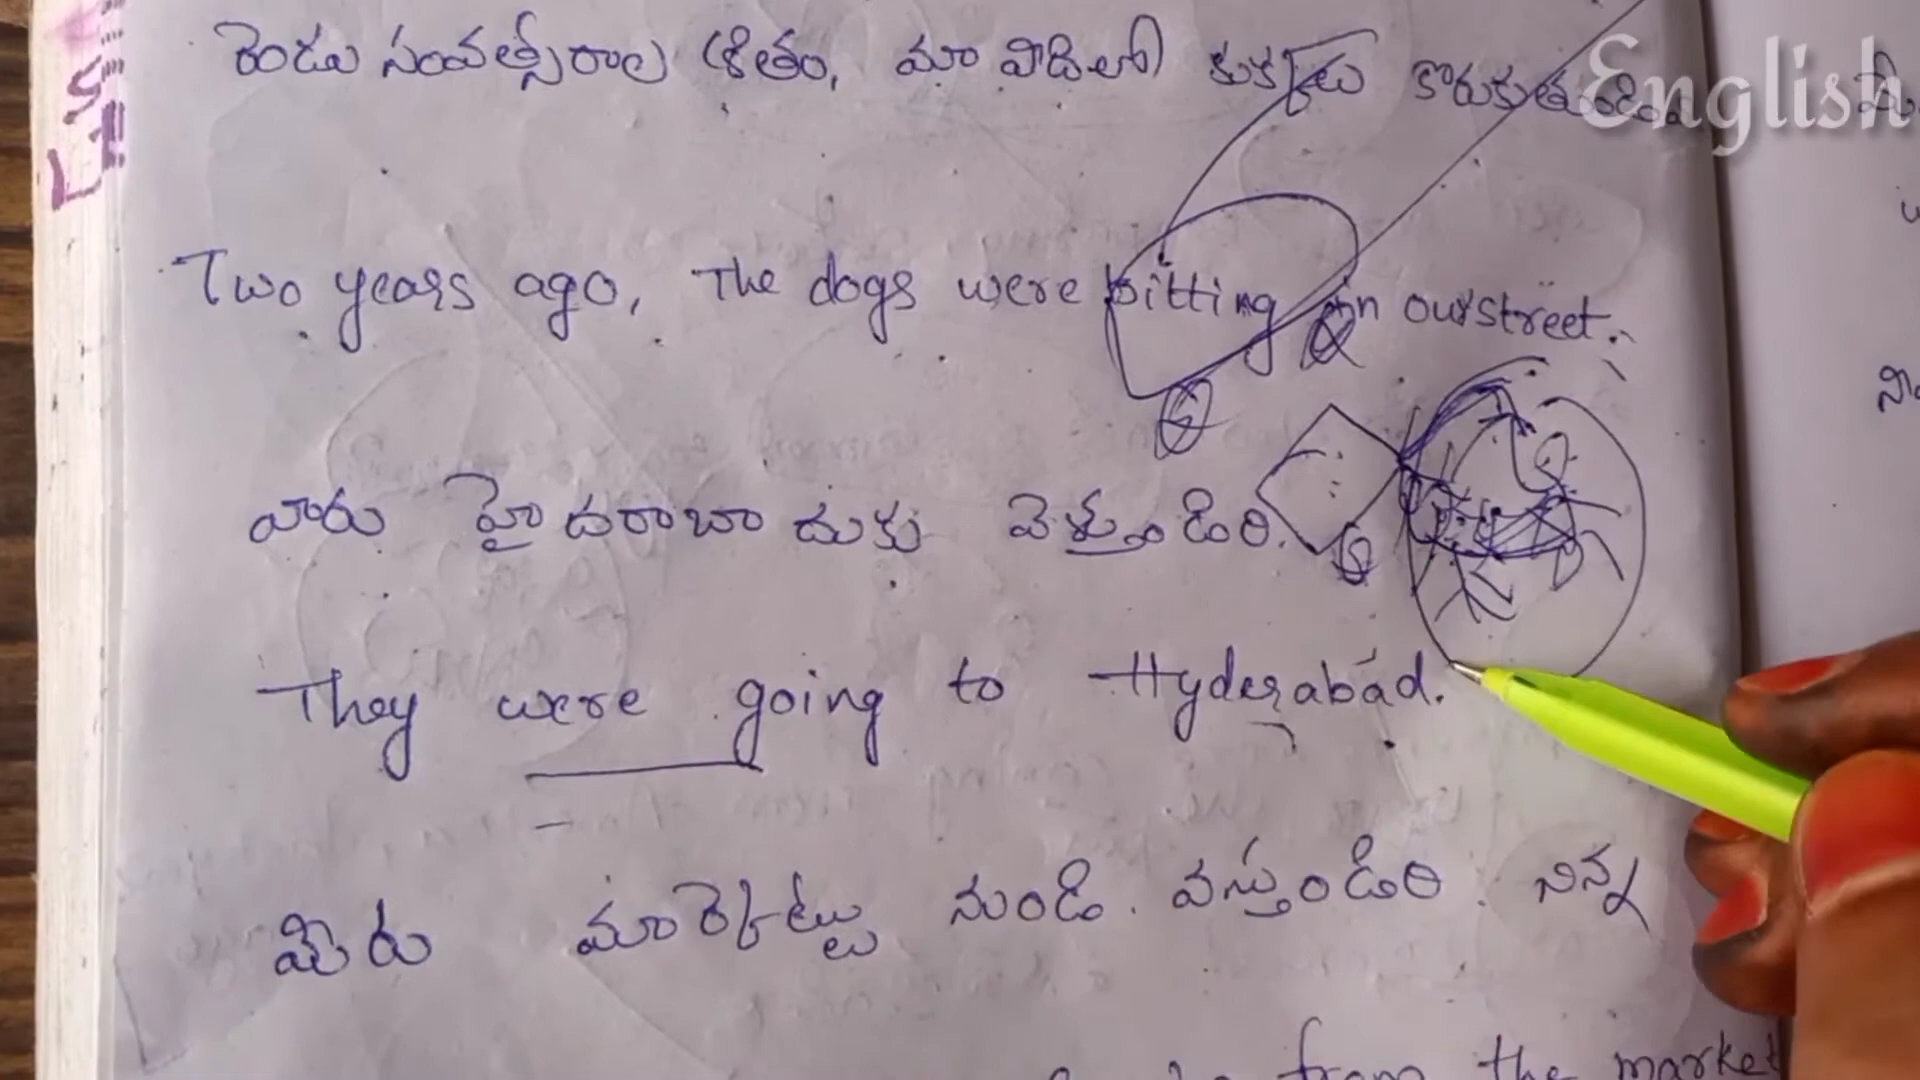 రెండు సంవత్సరాల క్రితం, మా వీధిలో కుక్కలు కొరుకుతుండెను
English
Two years ago, The dogs were bitting in our street.
వారు హైదరాబాదుకు వెళ్తుండిరి.
They were going to Hyderabad.
మీరు మార్కెట్టు నుండి. వస్తుండిరి. నిన్న
from the market